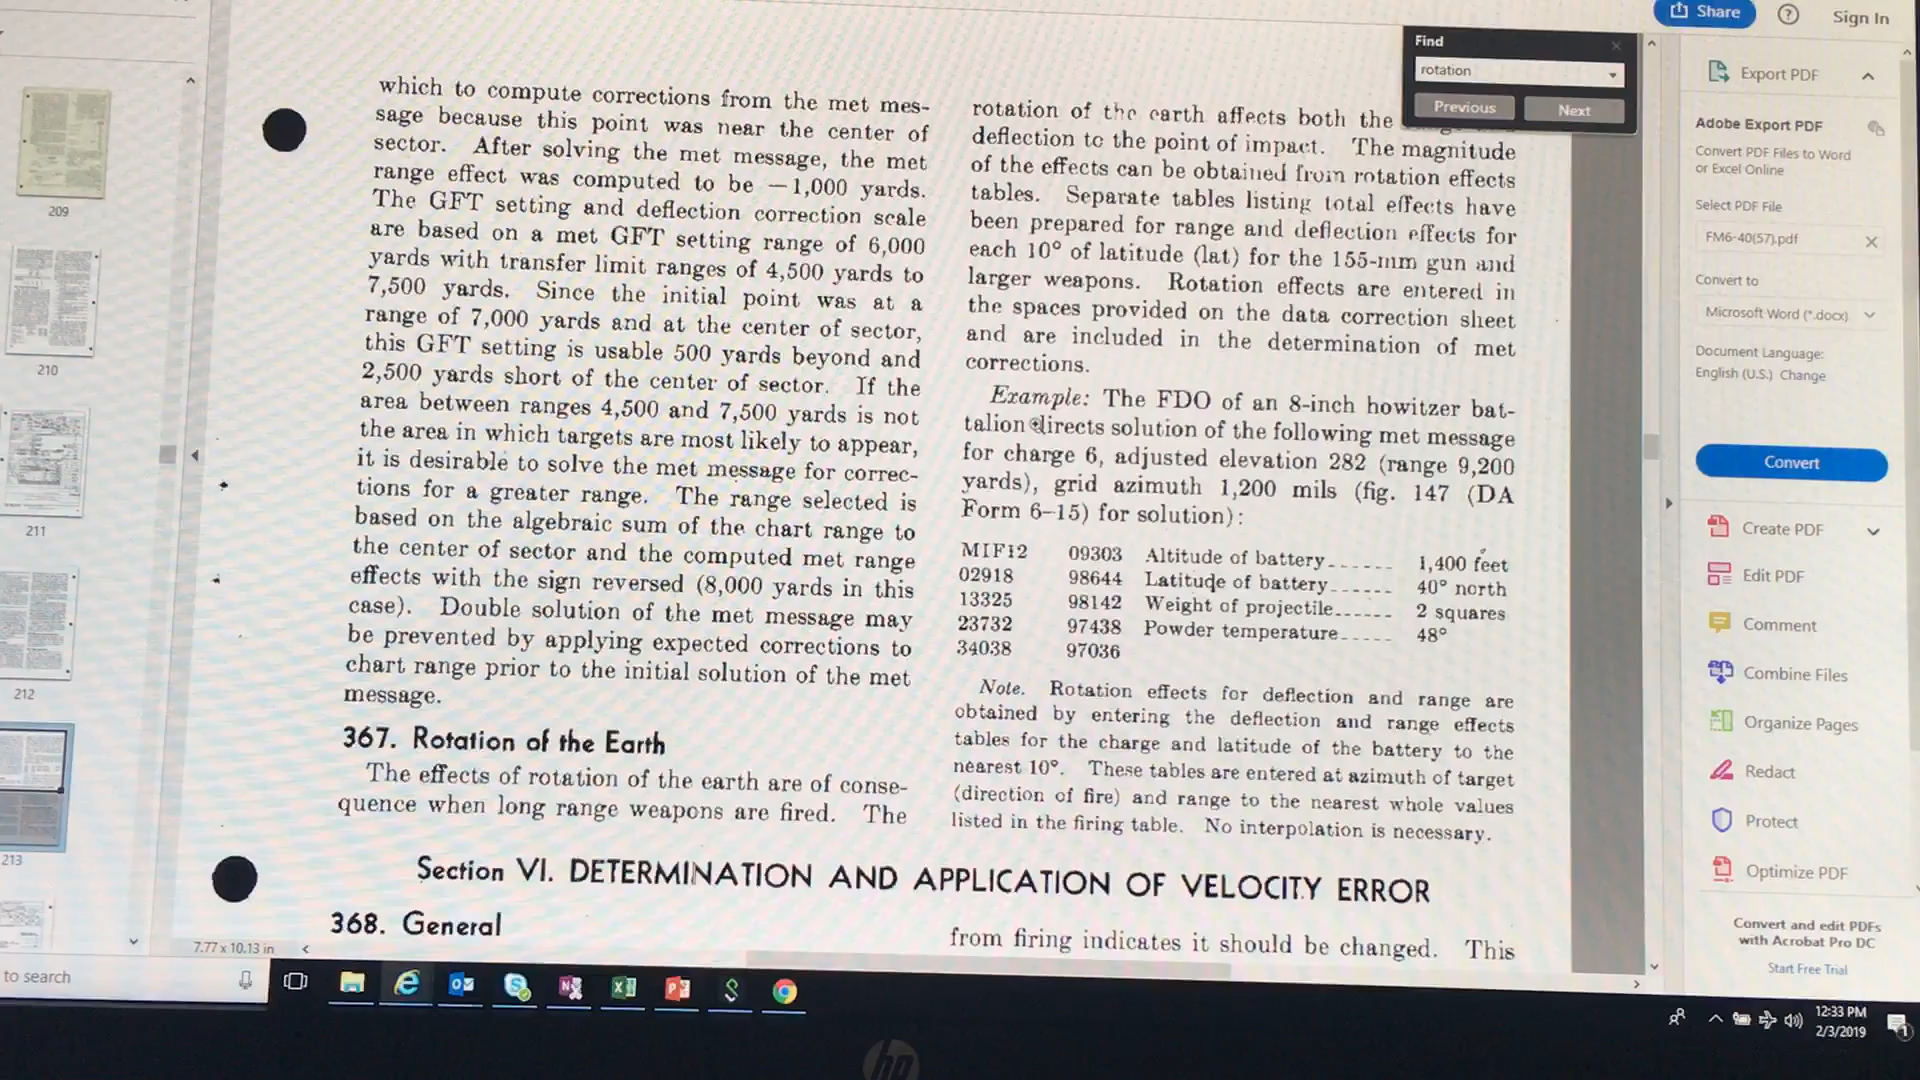 which to compute corrections from the met mes-
sage because this point was near the center of
sector. After solving the met message, the met
range effect was computed to be —1,000 yards.
The GFT setting and deflection correction scale
are based on a met GFT setting range of 6,000
yards with transfer limit ranges of 4,500 yards to
7,500 yards. Since the initial point was at a
range of 7,000 yards and at the center of sector,
this GFT setting is usable 500 yards beyond and
2,500 yards short of the center of sector. If the
area between ranges 4,500 and 7,500 yards is not
the area in which targets are most likely to appear,
it is desirable to solve the met message for correc-
tions for a greater range. The range selected is
based on the algebraic sum of the chart range to
the center of sector and the computed met range
effects with the sign reversed (8,000 yards in this
case). Double solution of the met message may
be prevented by applying expected corrections to
chart range prior to the initial solution of the met
message.
367. Rotation of the Earth
The effects of rotation of the earth are of conse-
quence when long range weapons are fired. The
rotation of the earth affects both the
deflection to the point of impact. The magnitude
of the effects can be obtained from rotation effects
tables. Separate tables listing total effects have
been prepared for range and deflection effects for
each 10° of latitude (lat) for the 155-mm gun and
larger weapons. Rotation effects are entered in
the spaces provided on the data correction sheet
and are included in the determination of met
corrections.
Example: The FDO of an 8-inch howitzer bat-
talion directs solution of the following met message
for charge 6, adjusted elevation 282 (range 9,200
yards), grid azimuth 1,200 mils (fig. 147 (DA
Form 6–15) for solution):
MIF12 09303 Altitude of battery------ 1,400 feet
02918 98644 Latitude of battery------ 40° north
13325 98142 Weight of projectile------ 2 squares
23732 97438 Powder temperature----- 48°
34038 97036
Note. Rotation effects for deflection and range are
obtained by entering the deflection and range effects
tables for the charge and latitude of the battery to the
nearest 10°. These tables are entered at azimuth of target
(direction of fire) and range to the nearest whole values
listed in the firing table. No interpolation is necessary.
Section VI. DETERMINATION AND APPLICATION OF VELOCITY ERROR
368. General
from firing indicates it should be changed. This
209
210
211
212
213
7.77 x 10.13 in
to search
Find
rotation
Previous Next
Share Sign In
Export PDF
Adobe Export PDF
Convert PDF Files to Word
or Excel Online
Select PDF File
FM6-40(57).pdf
Convert to
Microsoft Word (*.docx)
Document Language:
English (U.S.) Change
Convert
Create PDF
Edit PDF
Comment
Combine Files
Organize Pages
Redact
Protect
Optimize PDF
Convert and edit PDFs
with Acrobat Pro DC
Start Free Trial
12:33 PM
2/3/2019
hp